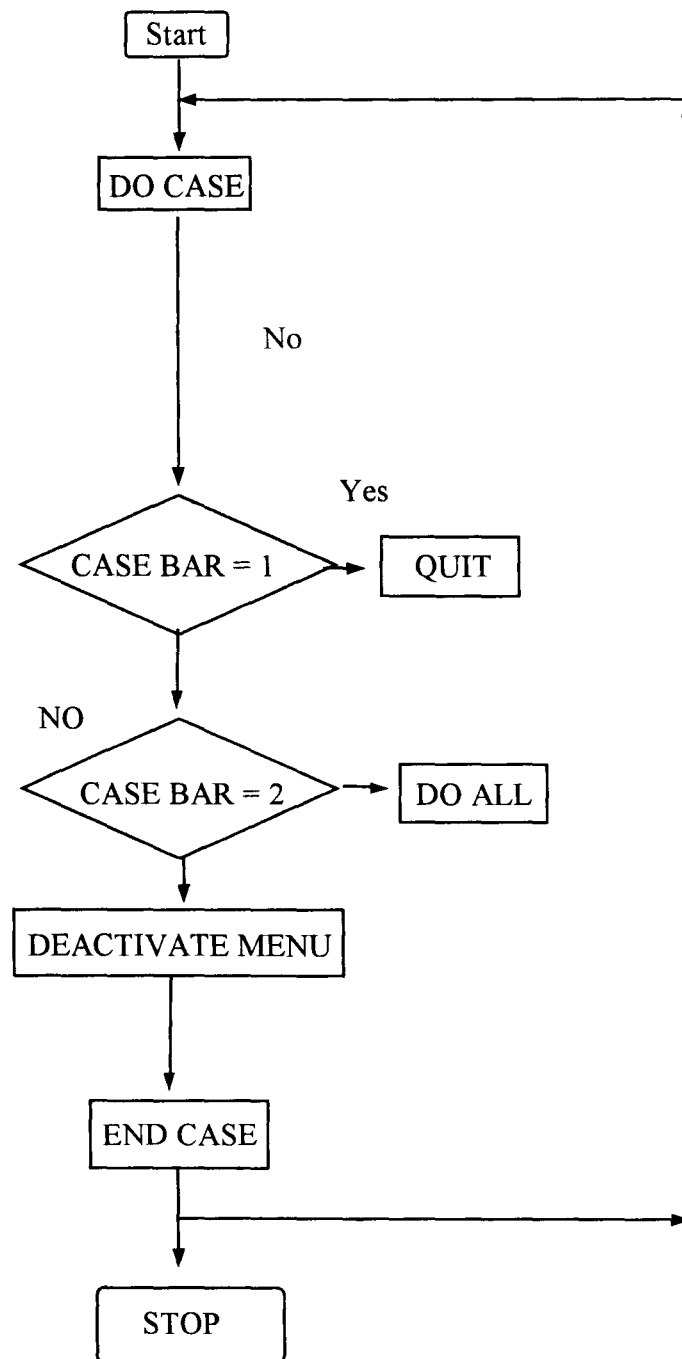 Start
DO CASE
No
Yes
CASE BAR = 1
QUIT
NO
CASE BAR = 2
DO ALL
DEACTIVATE MENU
END CASE
STOP